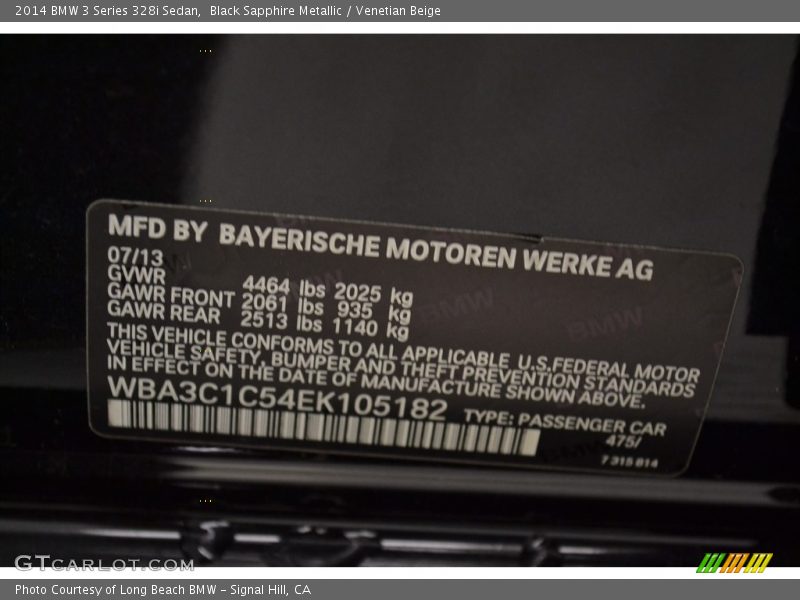 2014 BMW 3 Series 328i Sedan,  Black Sapphire Metallic / Venetian Beige
MFD BY BAYERISCHE MOTOREN WERKE AG
07/13
GVWR 4464 lbs 2025 kg
GAWR FRONT 2061 lbs 935 kg
GAWR REAR 2513 lbs 1140 kg
THIS VEHICLE CONFORMS TO ALL APPLICABLE U.S.FEDERAL MOTOR
VEHICLE SAFETY, BUMPER AND THEFT PREVENTION STANDARDS
IN EFFECT ON THE DATE OF MANUFACTURE SHOWN ABOVE.
WBA3C1C54EK105182 TYPE: PASSENGER CAR
475/
7 315 814
GTCARLOT.COM
Photo Courtesy of Long Beach BMW - Signal Hill, CA